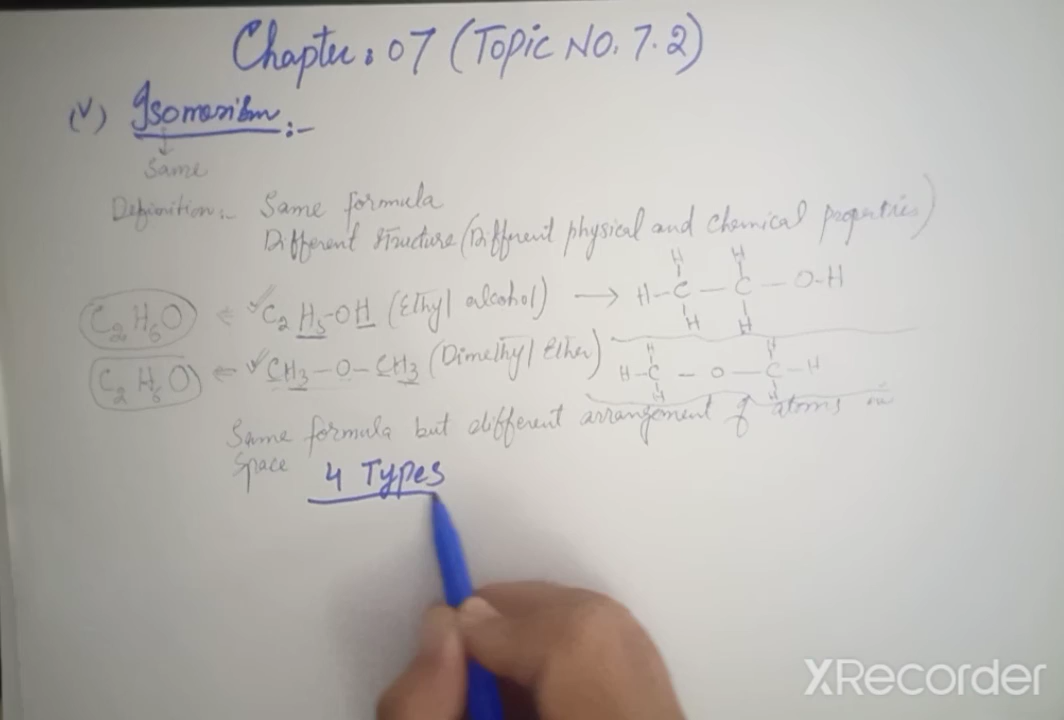 Chapter: 07 (Topic NO. 7.2)
(V) Isomerism :-
Same
Definition:- Same formula
Different structure (Different physical and chemical properties)
C2H6O ⇐ ✓C2H5-OH (Ethyl alcohol) → H-C-C-O-H
H H
H H
C2H6O ⇐ ✓CH3-O-CH3 (Dimethyl Ether) H-C-O-C-H
H H
H H
Same formula but different arrangement of atoms in
Space 4 Types
XRecorder